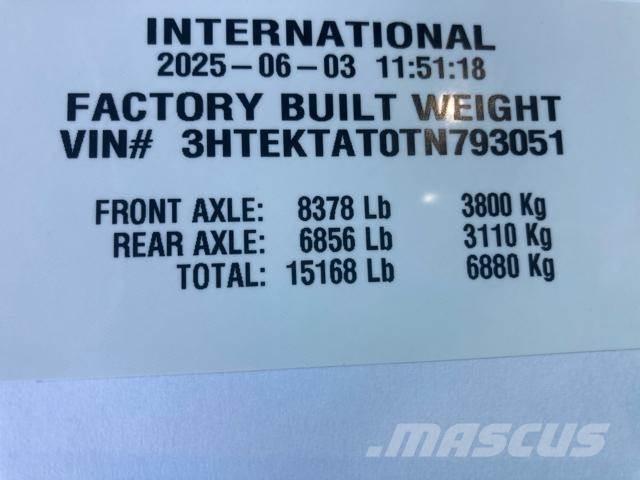 INTERNATIONAL
2025-06-03 11:51:18
FACTORY BUILT WEIGHT
VIN# 3HTEKTAT0TN793051
FRONT AXLE: 8378 Lb 3800 Kg
REAR AXLE: 6856 Lb 3110 Kg
TOTAL: 15168 Lb 6880 Kg
MASCUS